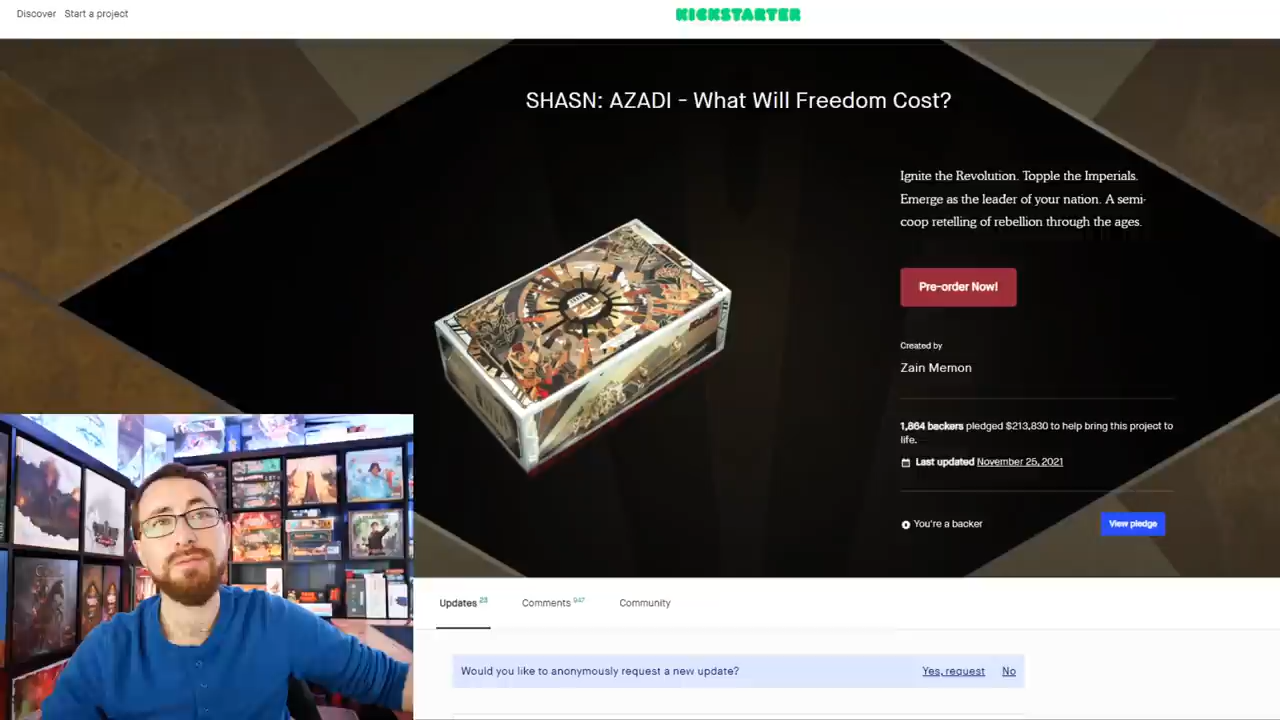 Discover Start a project
KICKSTARTER
SHASN: AZADI - What Will Freedom Cost?
Ignite the Revolution. Topple the Imperials.
Emerge as the leader of your nation. A semi-
coop retelling of rebellion through the ages.
Pre-order Now!
Created by
Zain Memon
1,864 backers pledged $213,830 to help bring this project to
life.
Last updated November 25, 2021
You're a backer
View pledge
Updates 23 Comments 947 Community
Would you like to anonymously request a new update? Yes, request No